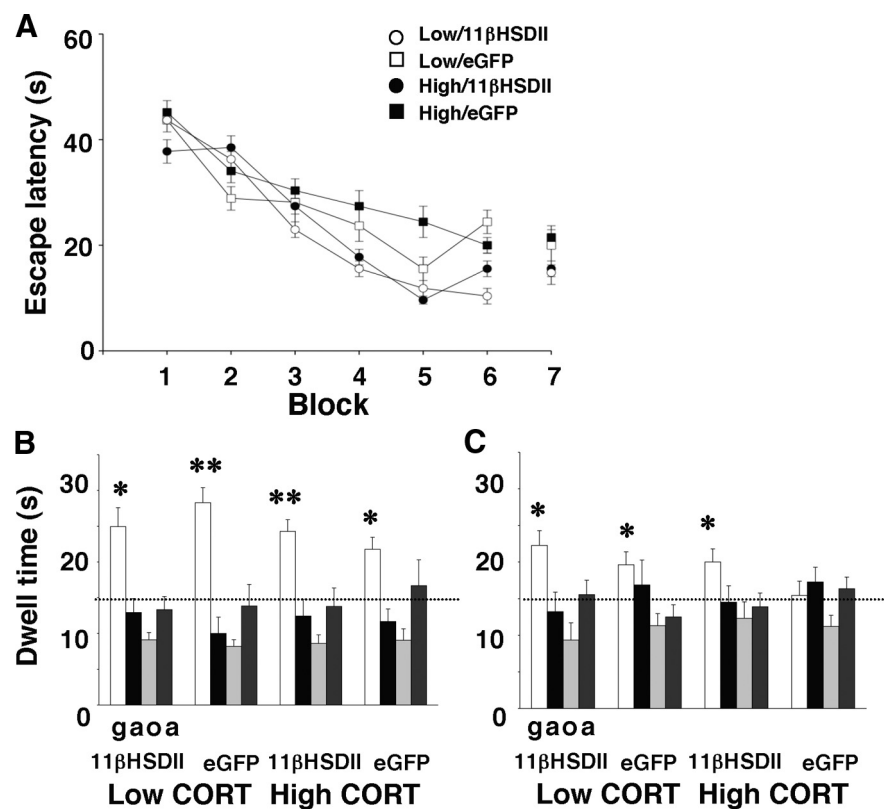 A
60
40
20
0
Escape latency (s)
Low/11βHSDII
Low/eGFP
High/11βHSDII
High/eGFP
1 2 3 4 5 6 7
Block
B
30
20
10
0
Dwell time (s)
* ** ** *
gaoa
11βHSDII eGFP 11βHSDII eGFP
Low CORT High CORT
C
30
20
10
0
* * *
gaoa
11βHSDII eGFP 11βHSDII eGFP
Low CORT High CORT